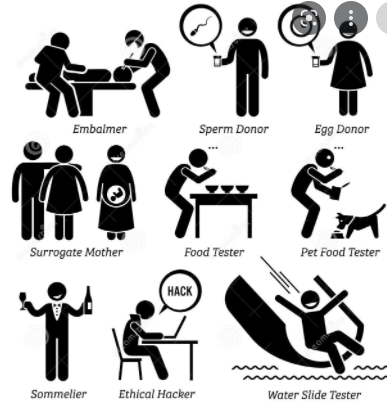 Embalmer
Sperm Donor
Egg Donor
...
...
Surrogate Mother
Food Tester
Pet Food Tester
HACK
Sommelier
Ethical Hacker
Water Slide Tester